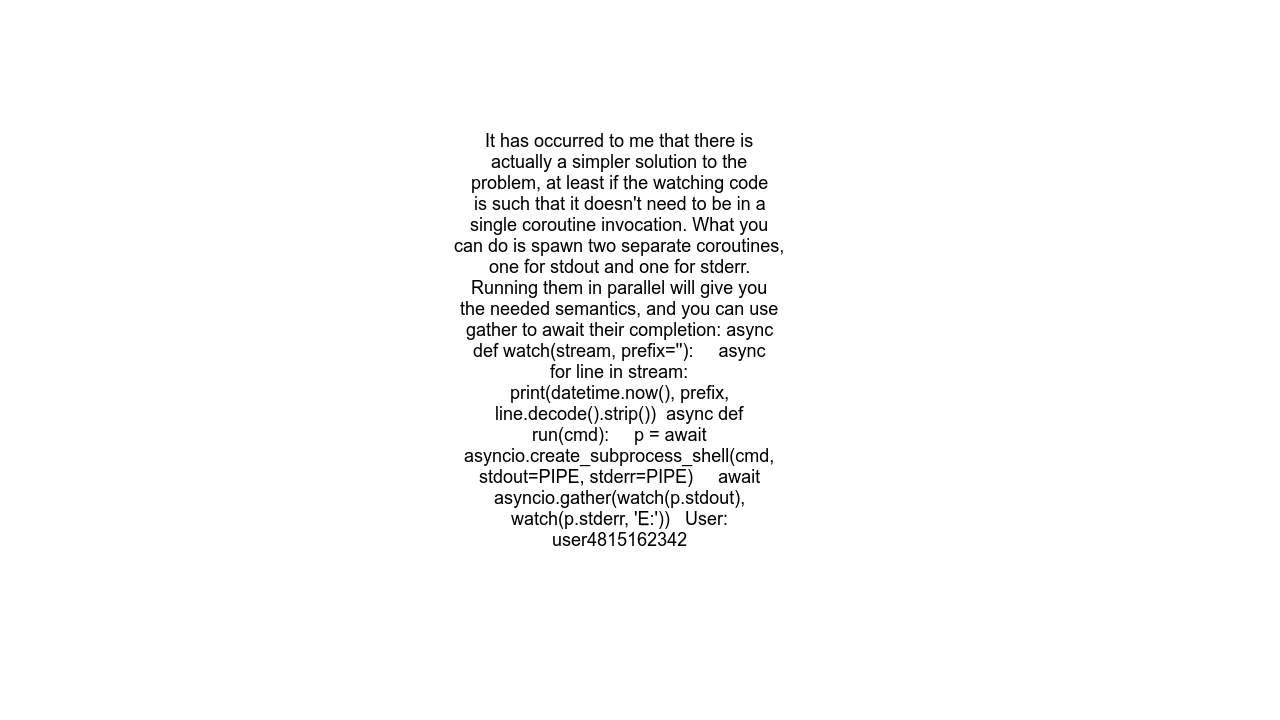 It has occurred to me that there is
actually a simpler solution to the
problem, at least if the watching code
is such that it doesn't need to be in a
single coroutine invocation. What you
can do is spawn two separate coroutines,
one for stdout and one for stderr.
Running them in parallel will give you
the needed semantics, and you can use
gather to await their completion: async
def watch(stream, prefix=''):     async
for line in stream:
print(datetime.now(), prefix,
line.decode().strip())  async def
run(cmd):     p = await
asyncio.create_subprocess_shell(cmd,
stdout=PIPE, stderr=PIPE)     await
asyncio.gather(watch(p.stdout),
watch(p.stderr, 'E:'))   User:
user4815162342